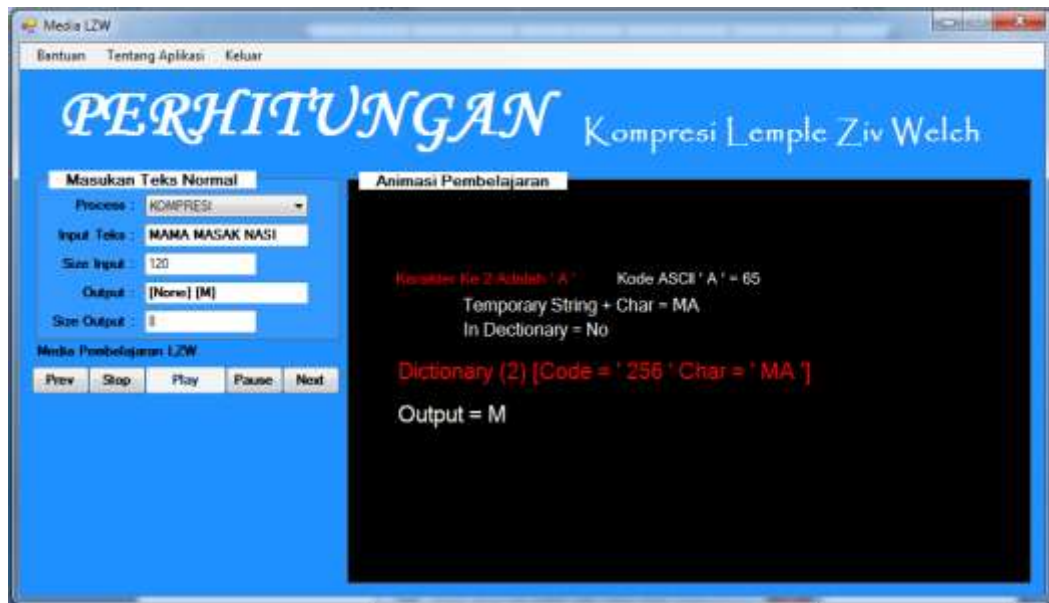 Media LZW
Bantuan Tentang Aplikasi Keluar
PERHITUNGAN Kompresi Lemple Ziv Welch
Masukan Teks Normal
Process : KOMPRESI
Input Teks : MAMA MASAK NASI
Size Input : 120
Output : [None] [M]
Size Output : 8
Media Pembelajaran LZW
Prev Stop Play Pause Next
Animasi Pembelajaran
Karakter Ke 2 Adalah ' A ' Kode ASCII ' A ' = 65
Temporary String + Char = MA
In Dectionary = No
Dictionary (2) [Code = ' 256 ' Char = ' MA ']
Output = M